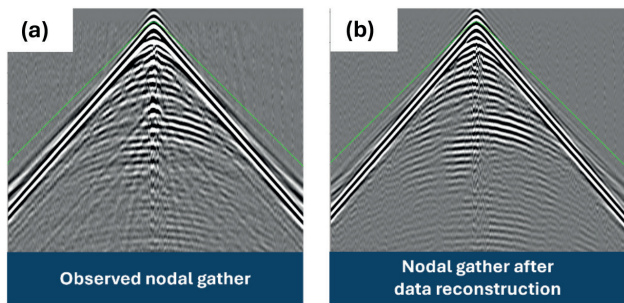 (a)
(b)
Observed nodal gather
Nodal gather after
data reconstruction